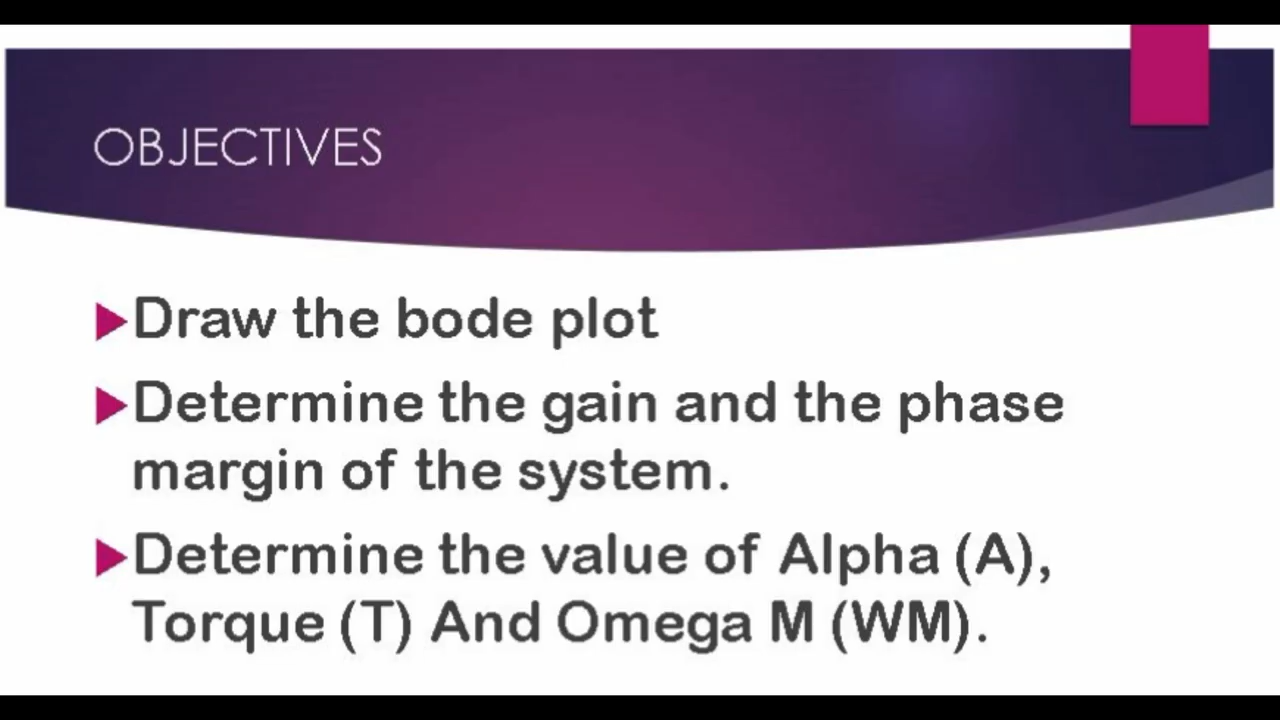 OBJECTIVES
Draw the bode plot
Determine the gain and the phase
margin of the system.
Determine the value of Alpha (A),
Torque (T) And Omega M (WM).